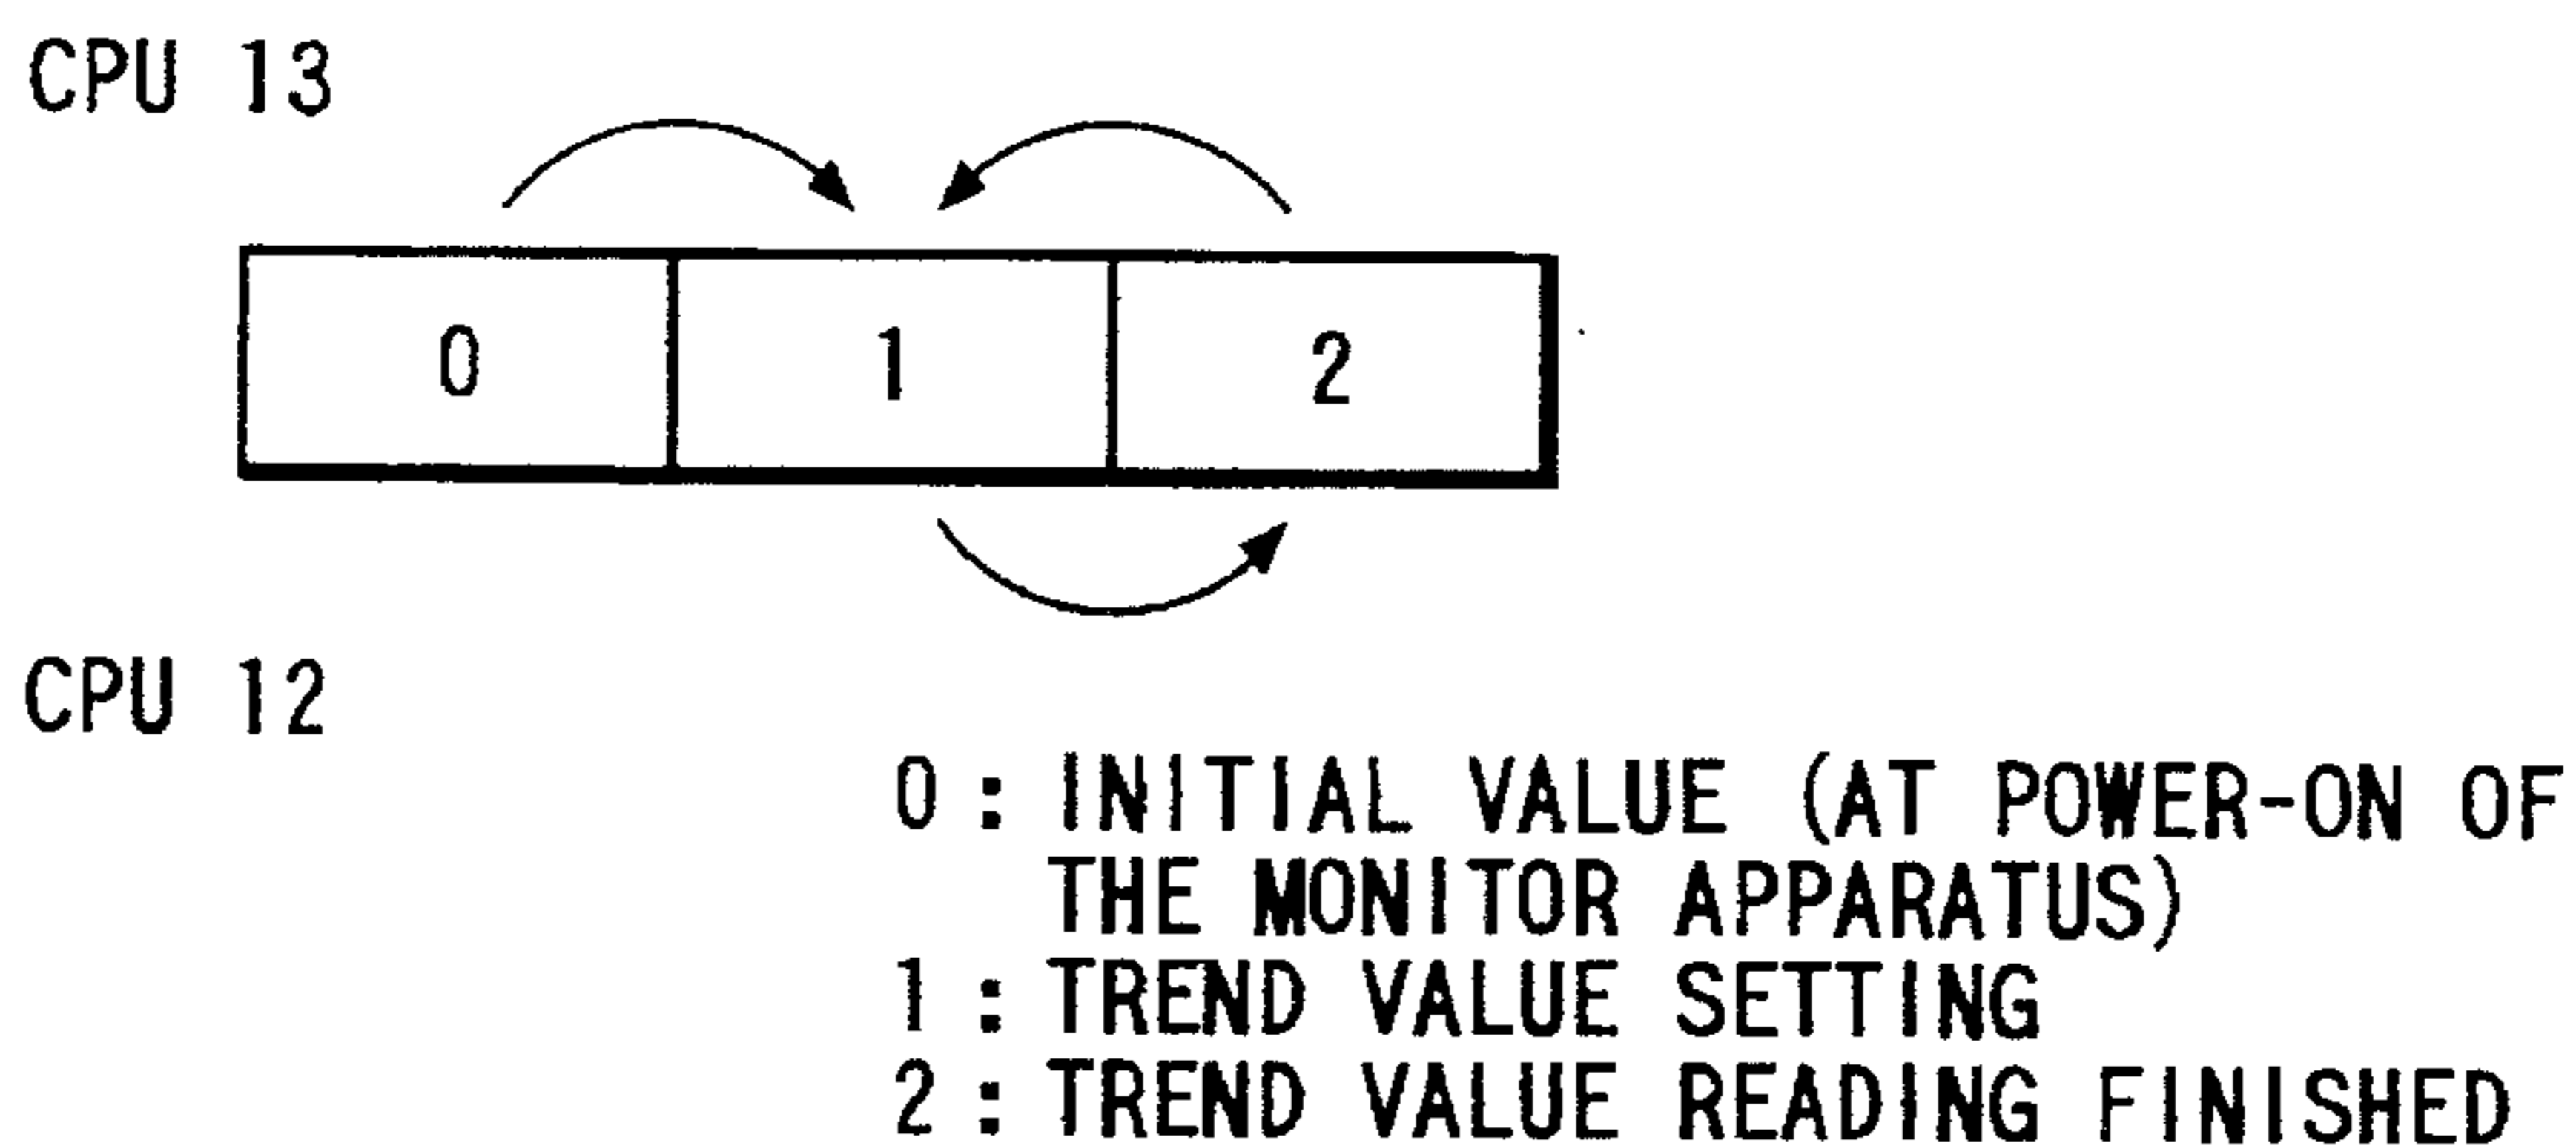 CPU 13
0 1 2
CPU 12
0 : INITIAL VALUE (AT POWER-ON OF
THE MONITOR APPARATUS)
1 : TREND VALUE SETTING
2 : TREND VALUE READING FINISHED